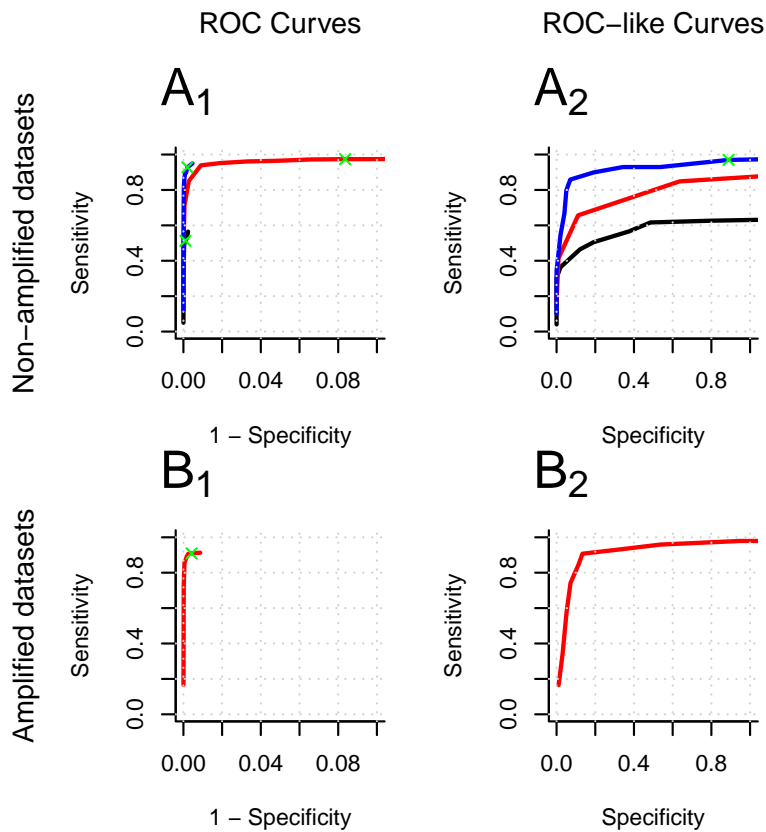 ROC Curves
ROC−like Curves
Non−amplified datasets
A1
Sensitivity
0.0 0.4 0.8
0.00 0.04 0.08
1 − Specificity
A2
Sensitivity
0.0 0.4 0.8
0.0 0.4 0.8
Specificity
Amplified datasets
B1
Sensitivity
0.0 0.4 0.8
0.00 0.04 0.08
1 − Specificity
B2
Sensitivity
0.0 0.4 0.8
0.0 0.4 0.8
Specificity